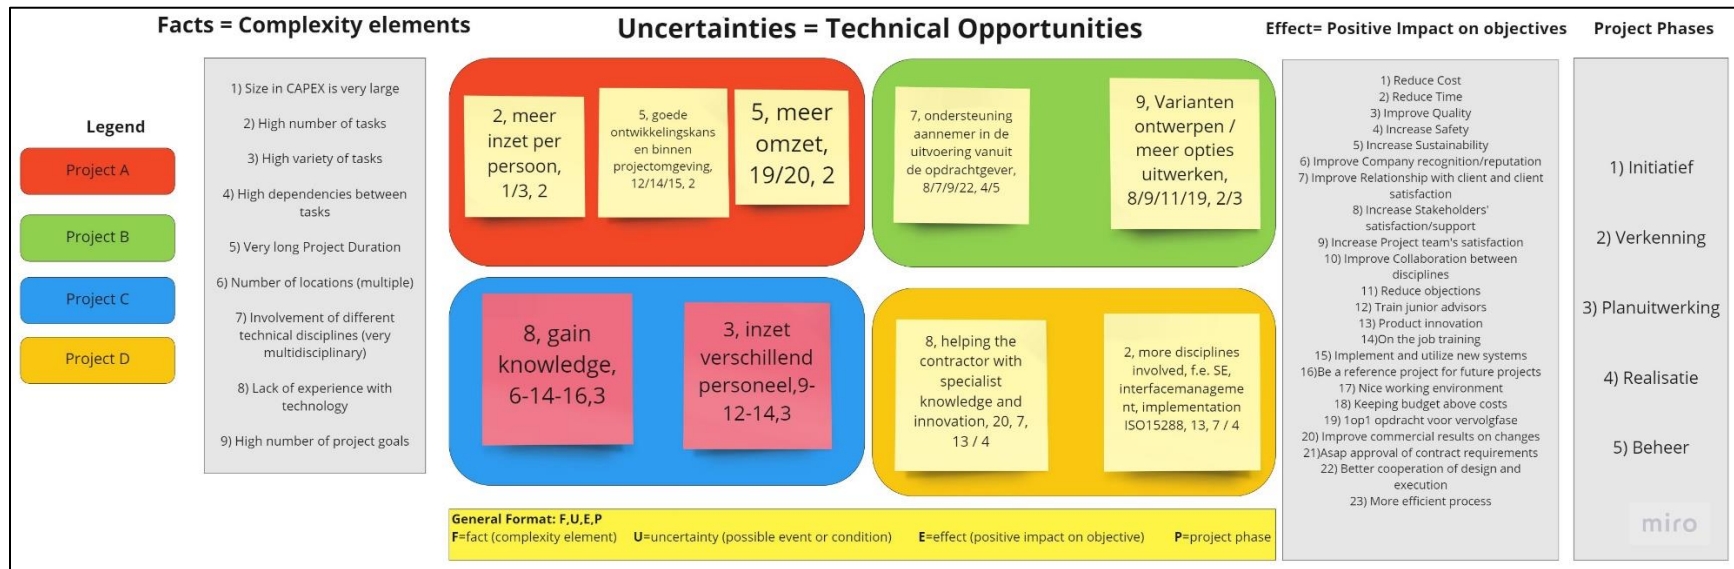 Facts = Complexity elements
Uncertainties = Technical Opportunities
Effect= Positive Impact on objectives
Project Phases
Legend
Project A
Project B
Project C
Project D
1) Size in CAPEX is very large
2) High number of tasks
3) High variety of tasks
4) High dependencies between
tasks
5) Very long Project Duration
6) Number of locations (multiple)
7) Involvement of different
technical disciplines (very
multidisciplinary)
8) Lack of experience with
technology
9) High number of project goals
2, meer
inzet per
persoon,
1/3, 2
5, goede
ontwikkelingskans
en binnen
projectomgeving,
12/14/15, 2
5, meer
omzet,
19/20, 2
7, ondersteuning
aannemer in de
uitvoering vanuit
de opdrachtgever,
8/7/9/22, 4/5
9, Varianten
ontwerpen /
meer opties
uitwerken,
8/9/11/19, 2/3
8, gain
knowledge,
6-14-16,3
3, inzet
verschillend
personeel,9-
12-14,3
8, helping the
contractor with
specialist
knowledge and
innovation, 20, 7,
13 / 4
2, more disciplines
involved, f.e. SE,
interfacemanageme
nt, implementation
ISO15288, 13, 7 / 4
General Format: F,U,E,P
F=fact (complexity element) U=uncertainty (possible event or condition) E=effect (positive impact on objective) P=project phase
1) Reduce Cost
2) Reduce Time
3) Improve Quality
4) Increase Safety
5) Increase Sustainability
6) Improve Company recognition/reputation
7) Improve Relationship with client and client
satisfaction
8) Increase Stakeholders'
satisfaction/support
9) Increase Project team's satisfaction
10) Improve Collaboration between
disciplines
11) Reduce objections
12) Train junior advisors
13) Product innovation
14)On the job training
15) Implement and utilize new systems
16)Be a reference project for future projects
17) Nice working environment
18) Keeping budget above costs
19) 1op1 opdracht voor vervolgfase
20) Improve commercial results on changes
21)Asap approval of contract requirements
22) Better cooperation of design and
execution
23) More efficient process
1) Initiatief
2) Verkenning
3) Planuitwerking
4) Realisatie
5) Beheer
miro